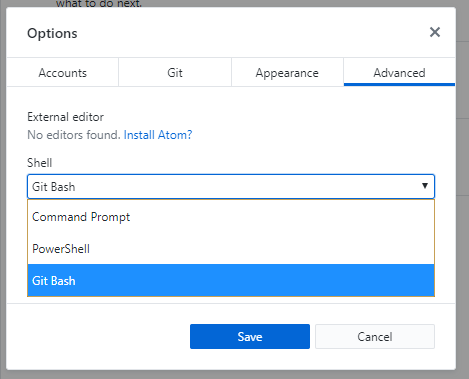 what to do next.
Options
Accounts
Git
Appearance
Advanced
External editor
No editors found. Install Atom?
Shell
Git Bash
Command Prompt
PowerShell
Git Bash
Save
Cancel